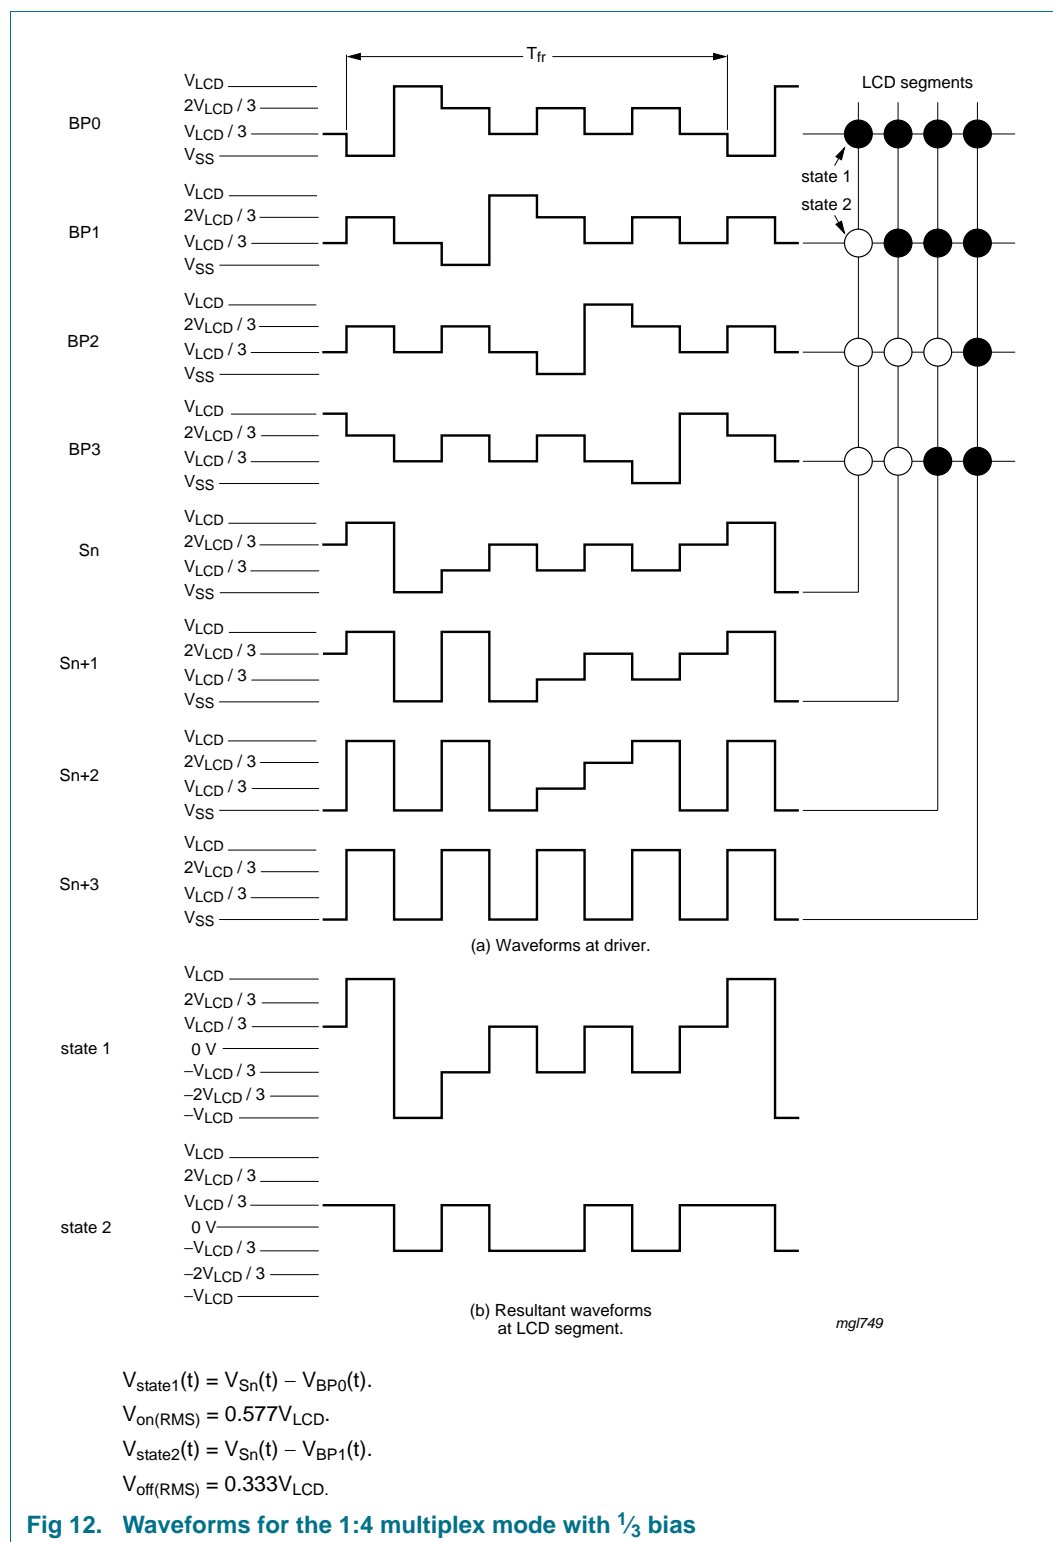 Tfr
LCD segments
BP0
VLCD
2VLCD / 3
VLCD / 3
VSS
state 1
state 2
BP1
VLCD
2VLCD / 3
VLCD / 3
VSS
BP2
VLCD
2VLCD / 3
VLCD / 3
VSS
BP3
VLCD
2VLCD / 3
VLCD / 3
VSS
Sn
VLCD
2VLCD / 3
VLCD / 3
VSS
Sn+1
VLCD
2VLCD / 3
VLCD / 3
VSS
Sn+2
VLCD
2VLCD / 3
VLCD / 3
VSS
Sn+3
VLCD
2VLCD / 3
VLCD / 3
VSS
(a) Waveforms at driver.
state 1
VLCD
2VLCD / 3
VLCD / 3
0 V
−VLCD / 3
−2VLCD / 3
−VLCD
state 2
VLCD
2VLCD / 3
VLCD / 3
0 V
−VLCD / 3
−2VLCD / 3
−VLCD
(b) Resultant waveforms
at LCD segment.
mgl749
Vstate1(t) = VSn(t) − VBP0(t).
Von(RMS) = 0.577VLCD.
Vstate2(t) = VSn(t) − VBP1(t).
Voff(RMS) = 0.333VLCD.
Fig 12. Waveforms for the 1:4 multiplex mode with 1⁄3 bias